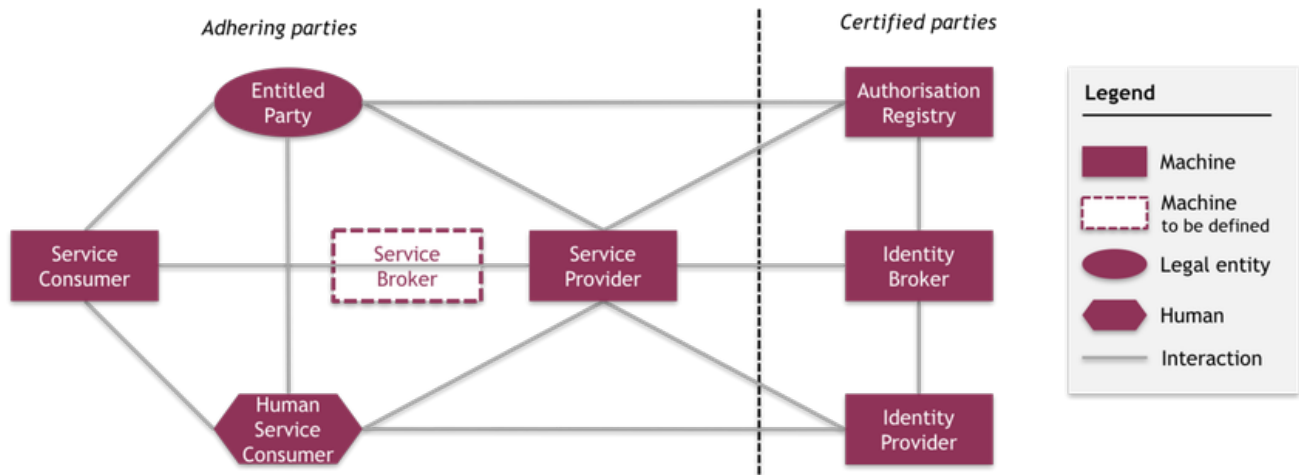 Adhering parties
Certified parties
Entitled
Party
Authorisation
Registry
Service
Consumer
Service
Broker
Service
Provider
Identity
Broker
Human
Service
Consumer
Identity
Provider
Legend
Machine
Machine
to be defined
Legal entity
Human
Interaction